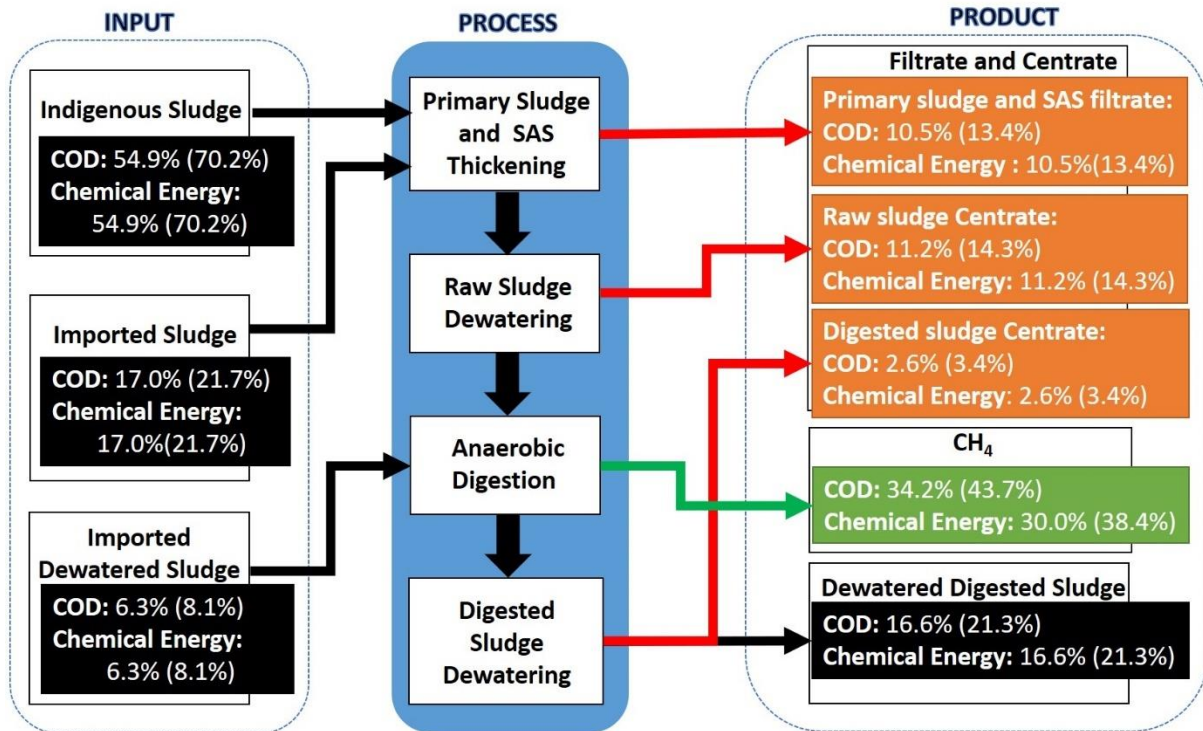 INPUT
Indigenous Sludge
COD: 54.9% (70.2%)
Chemical Energy:
54.9% (70.2%)
Imported Sludge
COD: 17.0% (21.7%)
Chemical Energy:
17.0%(21.7%)
Imported
Dewatered Sludge
COD: 6.3% (8.1%)
Chemical Energy:
6.3% (8.1%)
PROCESS
Primary Sludge
and SAS
Thickening
Raw Sludge
Dewatering
Anaerobic
Digestion
Digested
Sludge
Dewatering
PRODUCT
Filtrate and Centrate
Primary sludge and SAS filtrate:
COD: 10.5% (13.4%)
Chemical Energy : 10.5%(13.4%)
Raw sludge Centrate:
COD: 11.2% (14.3%)
Chemical Energy: 11.2% (14.3%)
Digested sludge Centrate:
COD: 2.6% (3.4%)
Chemical Energy: 2.6% (3.4%)
CH₄
COD: 34.2% (43.7%)
Chemical Energy: 30.0% (38.4%)
Dewatered Digested Sludge
COD: 16.6% (21.3%)
Chemical Energy: 16.6% (21.3%)